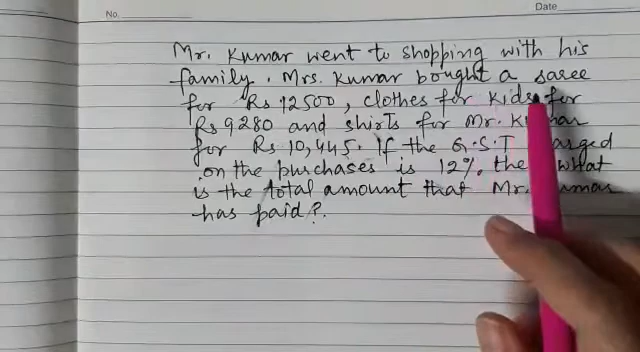 No.
Date
Mr. Kumar went to shopping with his
family. Mrs. Kumar bought a saree
for Rs 12500, clothes for kids for
Rs 9280 and shirts for Mr.
for Rs 10,445. If the G.S.T
on the purchases is 12%. what
is the total amount that Mr.
has paid?